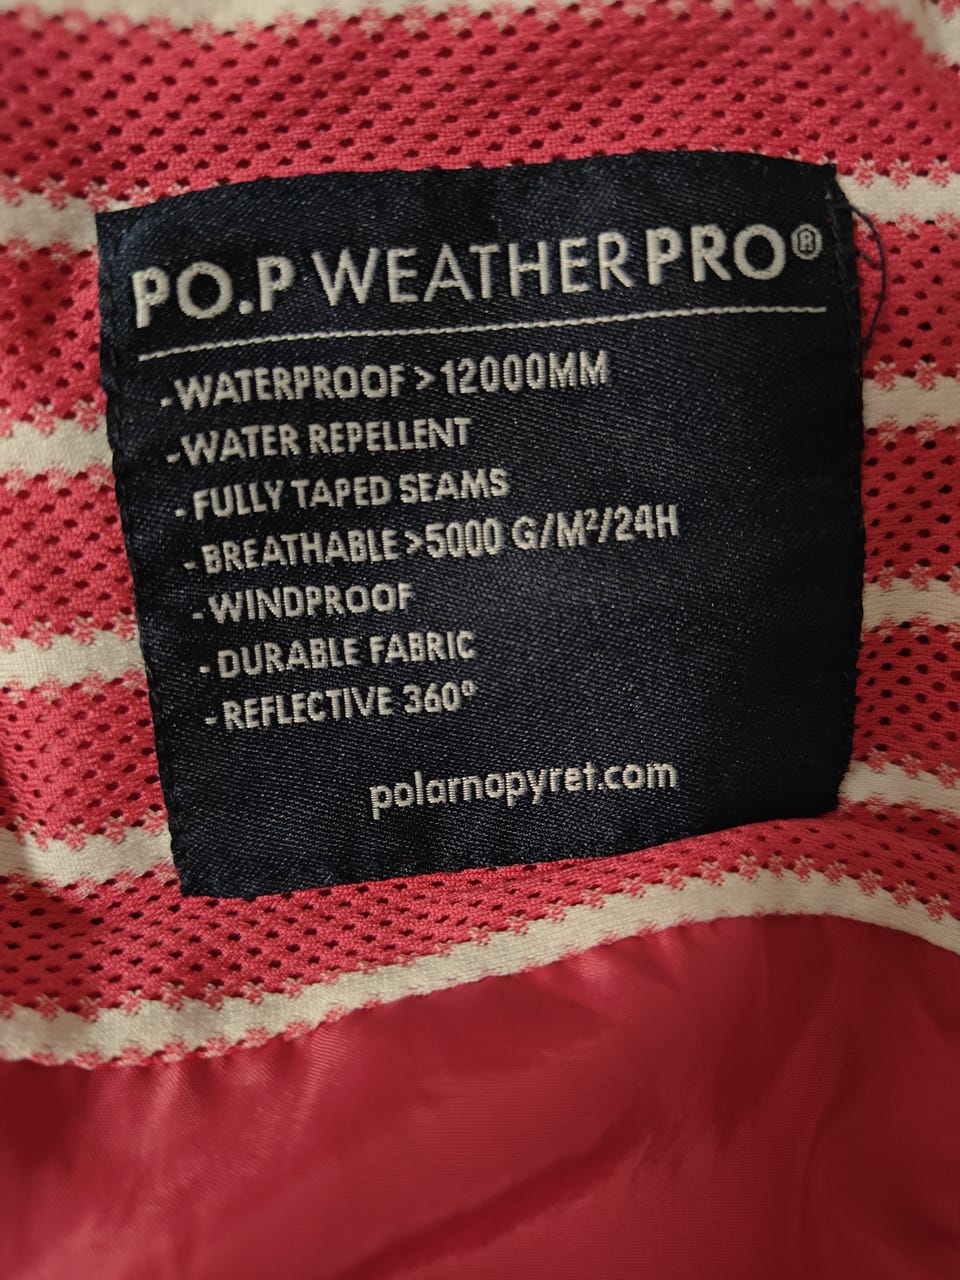 PO.P WEATHERPRO®
-WATERPROOF >12000MM
-WATER REPELLENT
-FULLY TAPED SEAMS
-BREATHABLE >5000 G/M²/24H
-WINDPROOF
-DURABLE FABRIC
-REFLECTIVE 360°
polarnopyret.com